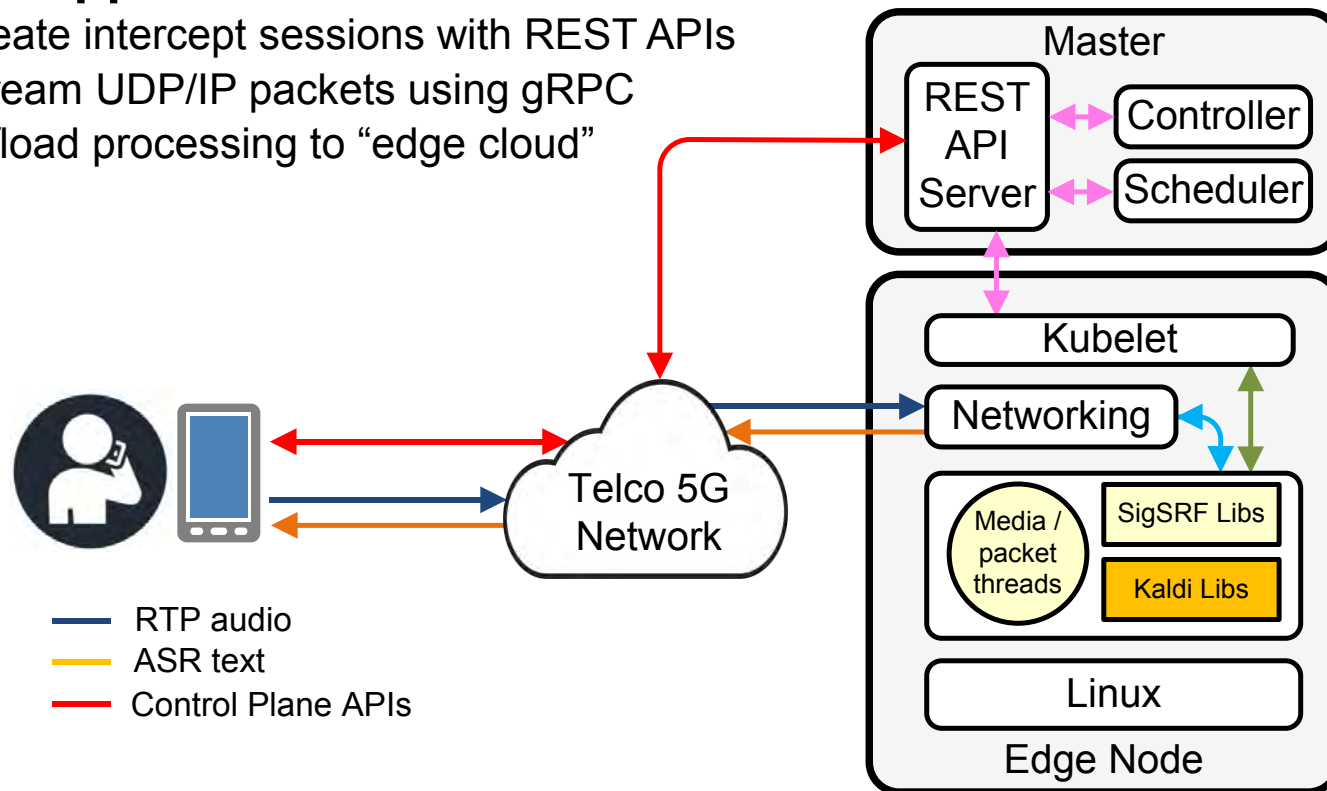 eate intercept sessions with REST APIs
ream UDP/IP packets using gRPC
load processing to “edge cloud”
Master
REST
API
Server
Controller
Scheduler
Kubelet
Networking
Telco 5G
Network
Media /
packet
threads
SigSRF Libs
Kaldi Libs
Linux
Edge Node
RTP audio
ASR text
Control Plane APIs